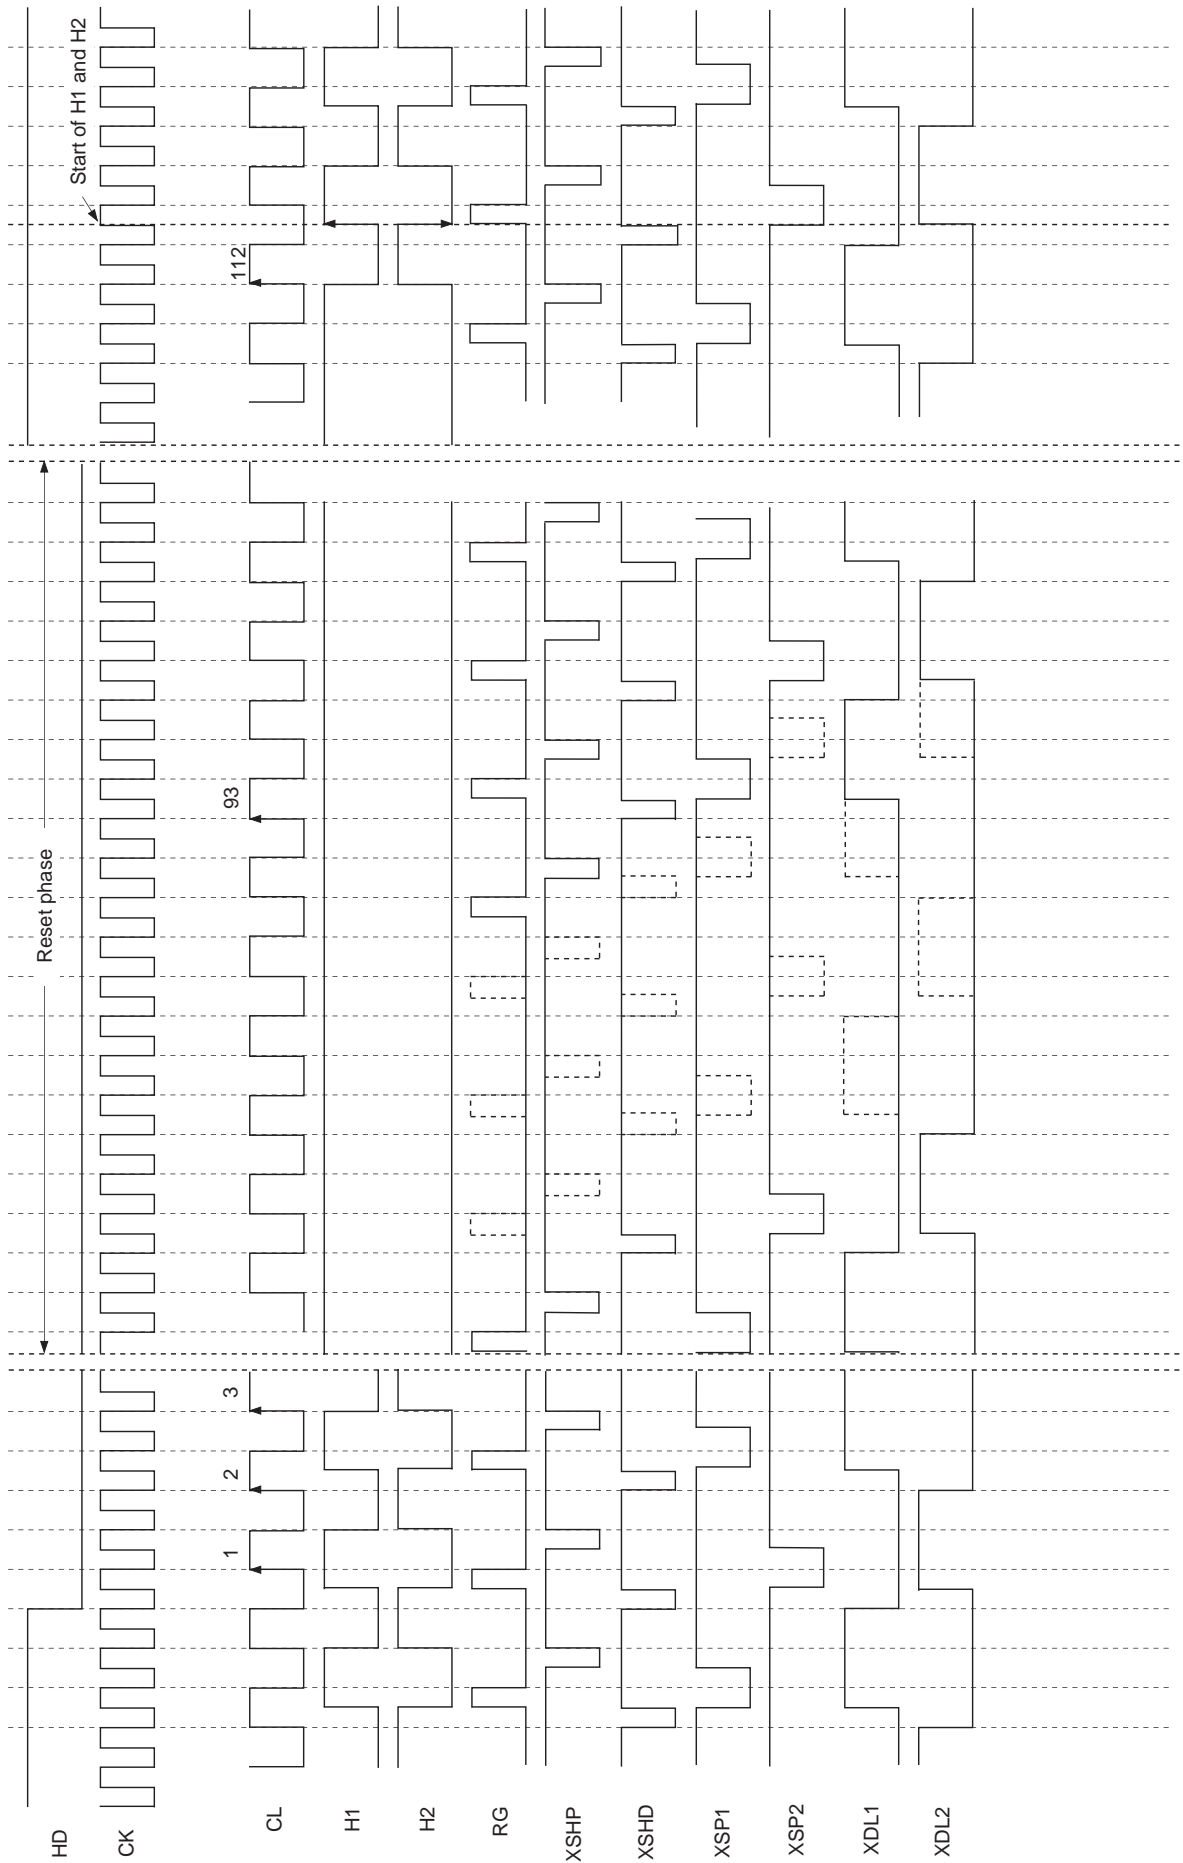 HD
Reset phase
CK
Start of H1 and H2
CL
1
2
3
93
112
H1
H2
RG
XSHP
XSHD
XSP1
XSP2
XDL1
XDL2